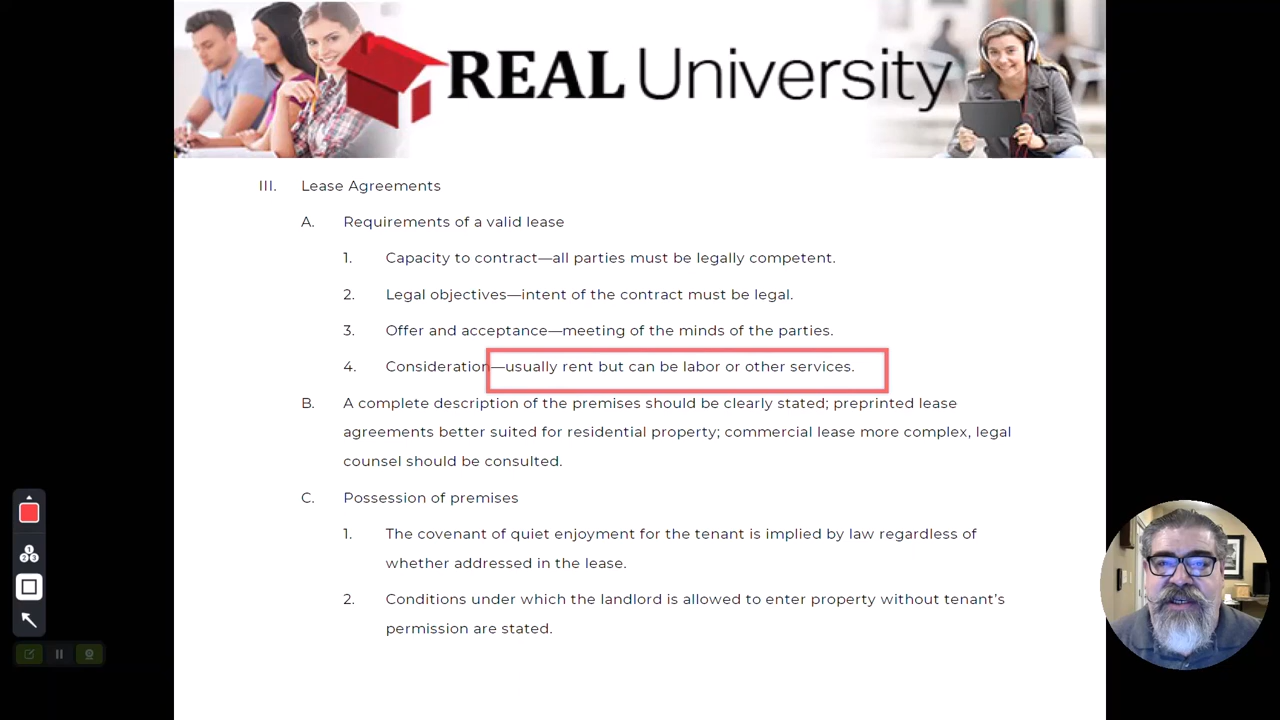 REAL University
III. Lease Agreements
A. Requirements of a valid lease
1. Capacity to contract—all parties must be legally competent.
2. Legal objectives—intent of the contract must be legal.
3. Offer and acceptance—meeting of the minds of the parties.
4. Consideration—usually rent but can be labor or other services.
B. A complete description of the premises should be clearly stated; preprinted lease
agreements better suited for residential property; commercial lease more complex, legal
counsel should be consulted.
C. Possession of premises
1. The covenant of quiet enjoyment for the tenant is implied by law regardless of
whether addressed in the lease.
2. Conditions under which the landlord is allowed to enter property without tenant's
permission are stated.